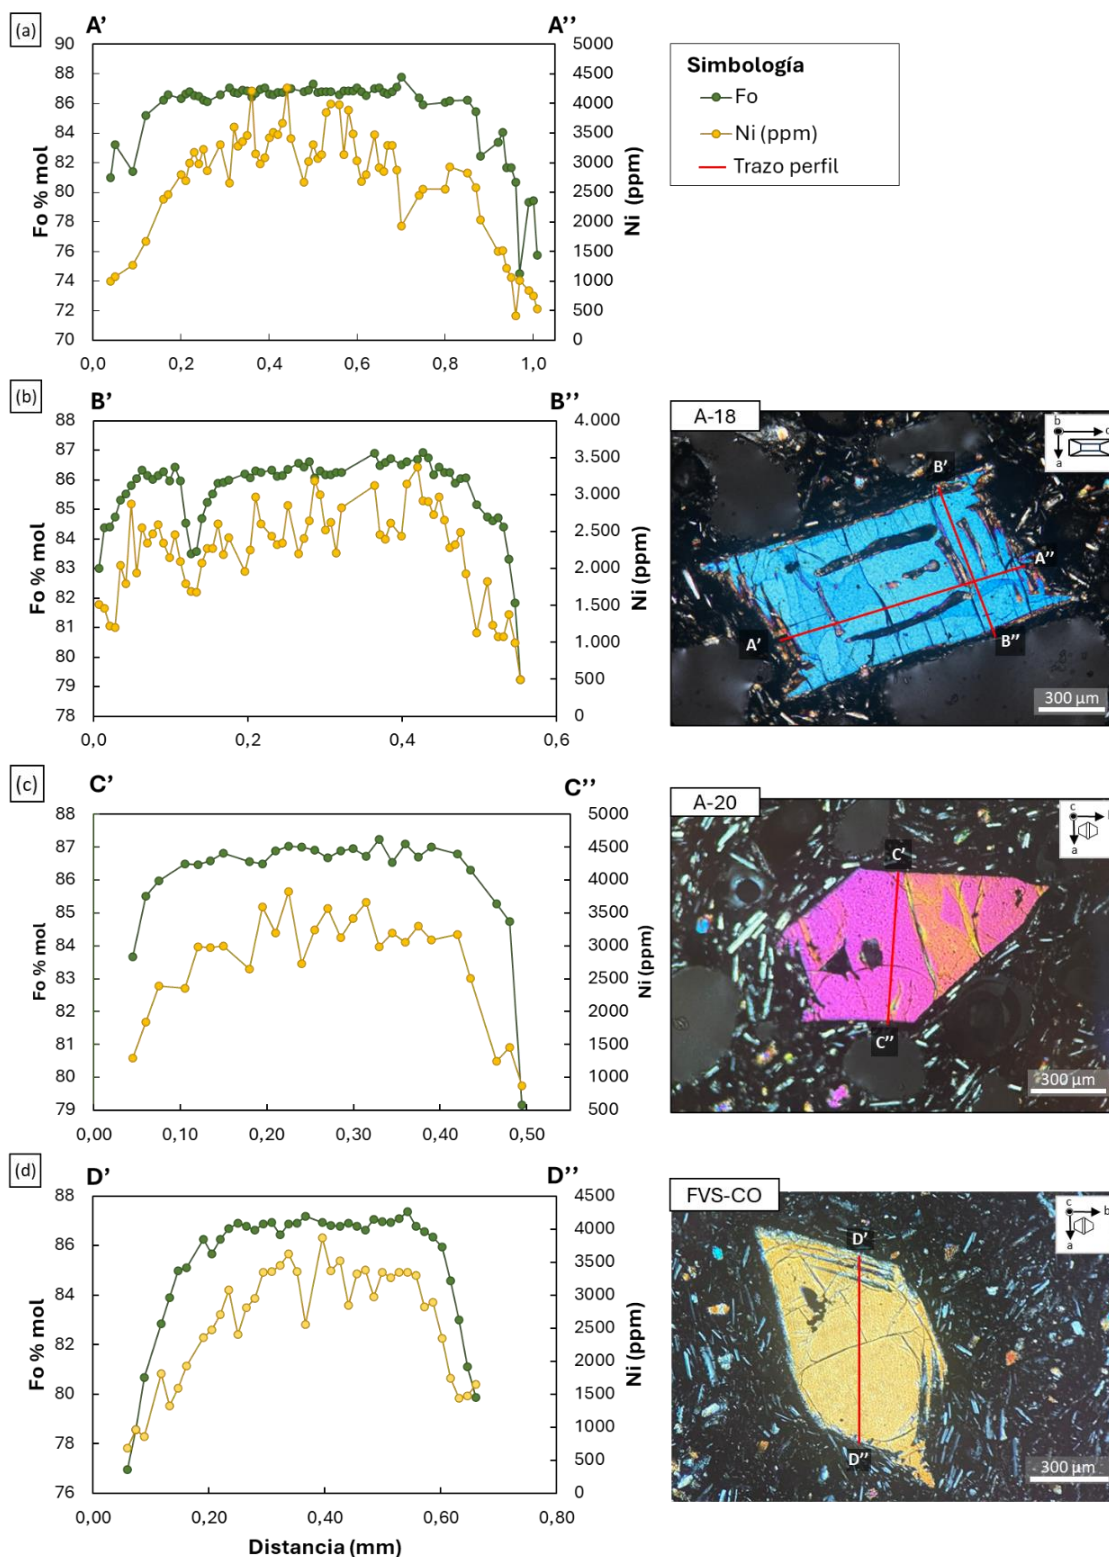 (a)
A’
A’’
90
88
86
84
82
80
78
76
74
72
70
Fo % mol
5000
4500
4000
3500
3000
2500
2000
1500
1000
500
0
Ni (ppm)
0,0
0,2
0,4
0,6
0,8
1,0
Simbología
Fo
Ni (ppm)
Trazo perfil
(b)
B’
B’’
88
87
86
85
84
83
82
81
80
79
78
Fo % mol
4.000
3.500
3.000
2.500
2.000
1.500
1.000
500
0
Ni (ppm)
0,0
0,2
0,4
0,6
A-18
b
c
a
B’
A’’
A’
B’’
300 µm
(c)
C’
C’’
88
87
86
85
84
83
82
81
80
79
Fo % mol
5000
4500
4000
3500
3000
2500
2000
1500
1000
500
Ni (ppm)
0,00
0,10
0,20
0,30
0,40
0,50
A-20
c
a
C’
C’’
300 µm
(d)
D’
D’’
88
86
84
82
80
78
76
Fo % mol
4500
4000
3500
3000
2500
2000
1500
1000
500
0
Ni (ppm)
0,00
0,20
0,40
0,60
0,80
Distancia (mm)
FVS-CO
c
b
a
D’
D’’
300 µm